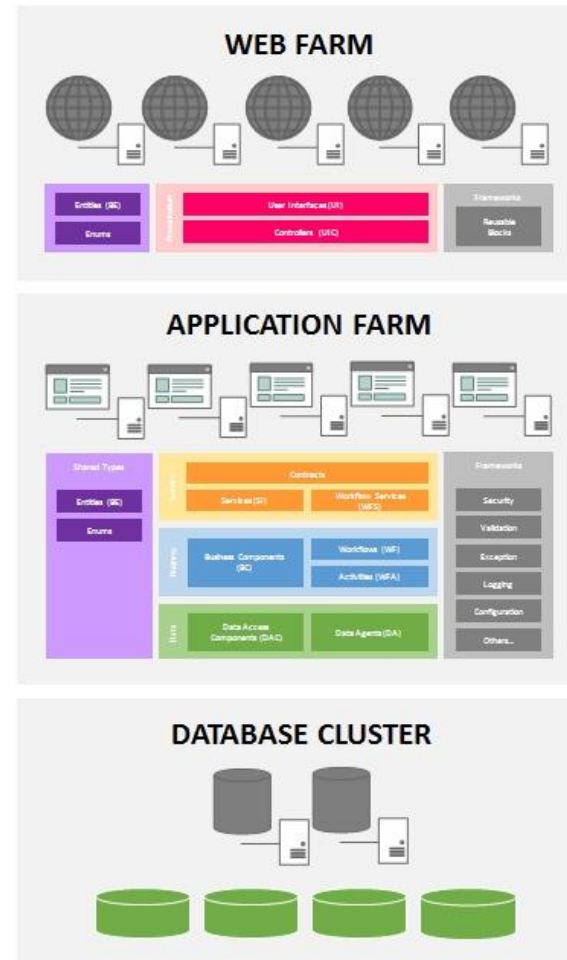 WEB FARM
Entities (BE)
Enums
Presentation
User Interfaces(UI)
Controllers (UIC)
Frameworks
Reusable
Blocks
APPLICATION FARM
Shared Types
Entities (BE)
Enums
Contracts
Services(SI)
Workflow Services
(WFS)
Business Components
(BC)
Workflows (WF)
Activities (WFA)
Data
Data Access
Components (DAC)
Data Agents(DA)
Frameworks
Security
Validation
Exception
Logging
Configuration
Others...
DATABASE CLUSTER